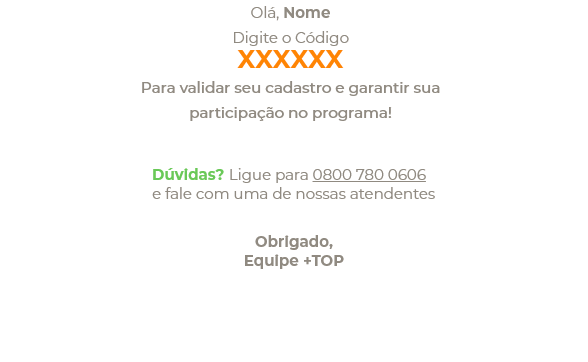 Olá, Nome
Digite o Código
XXXXXX
Para validar seu cadastro e garantir sua
participação no programa!
Dúvidas? Ligue para 0800 780 0606
e fale com uma de nossas atendentes
Obrigado,
Equipe +TOP